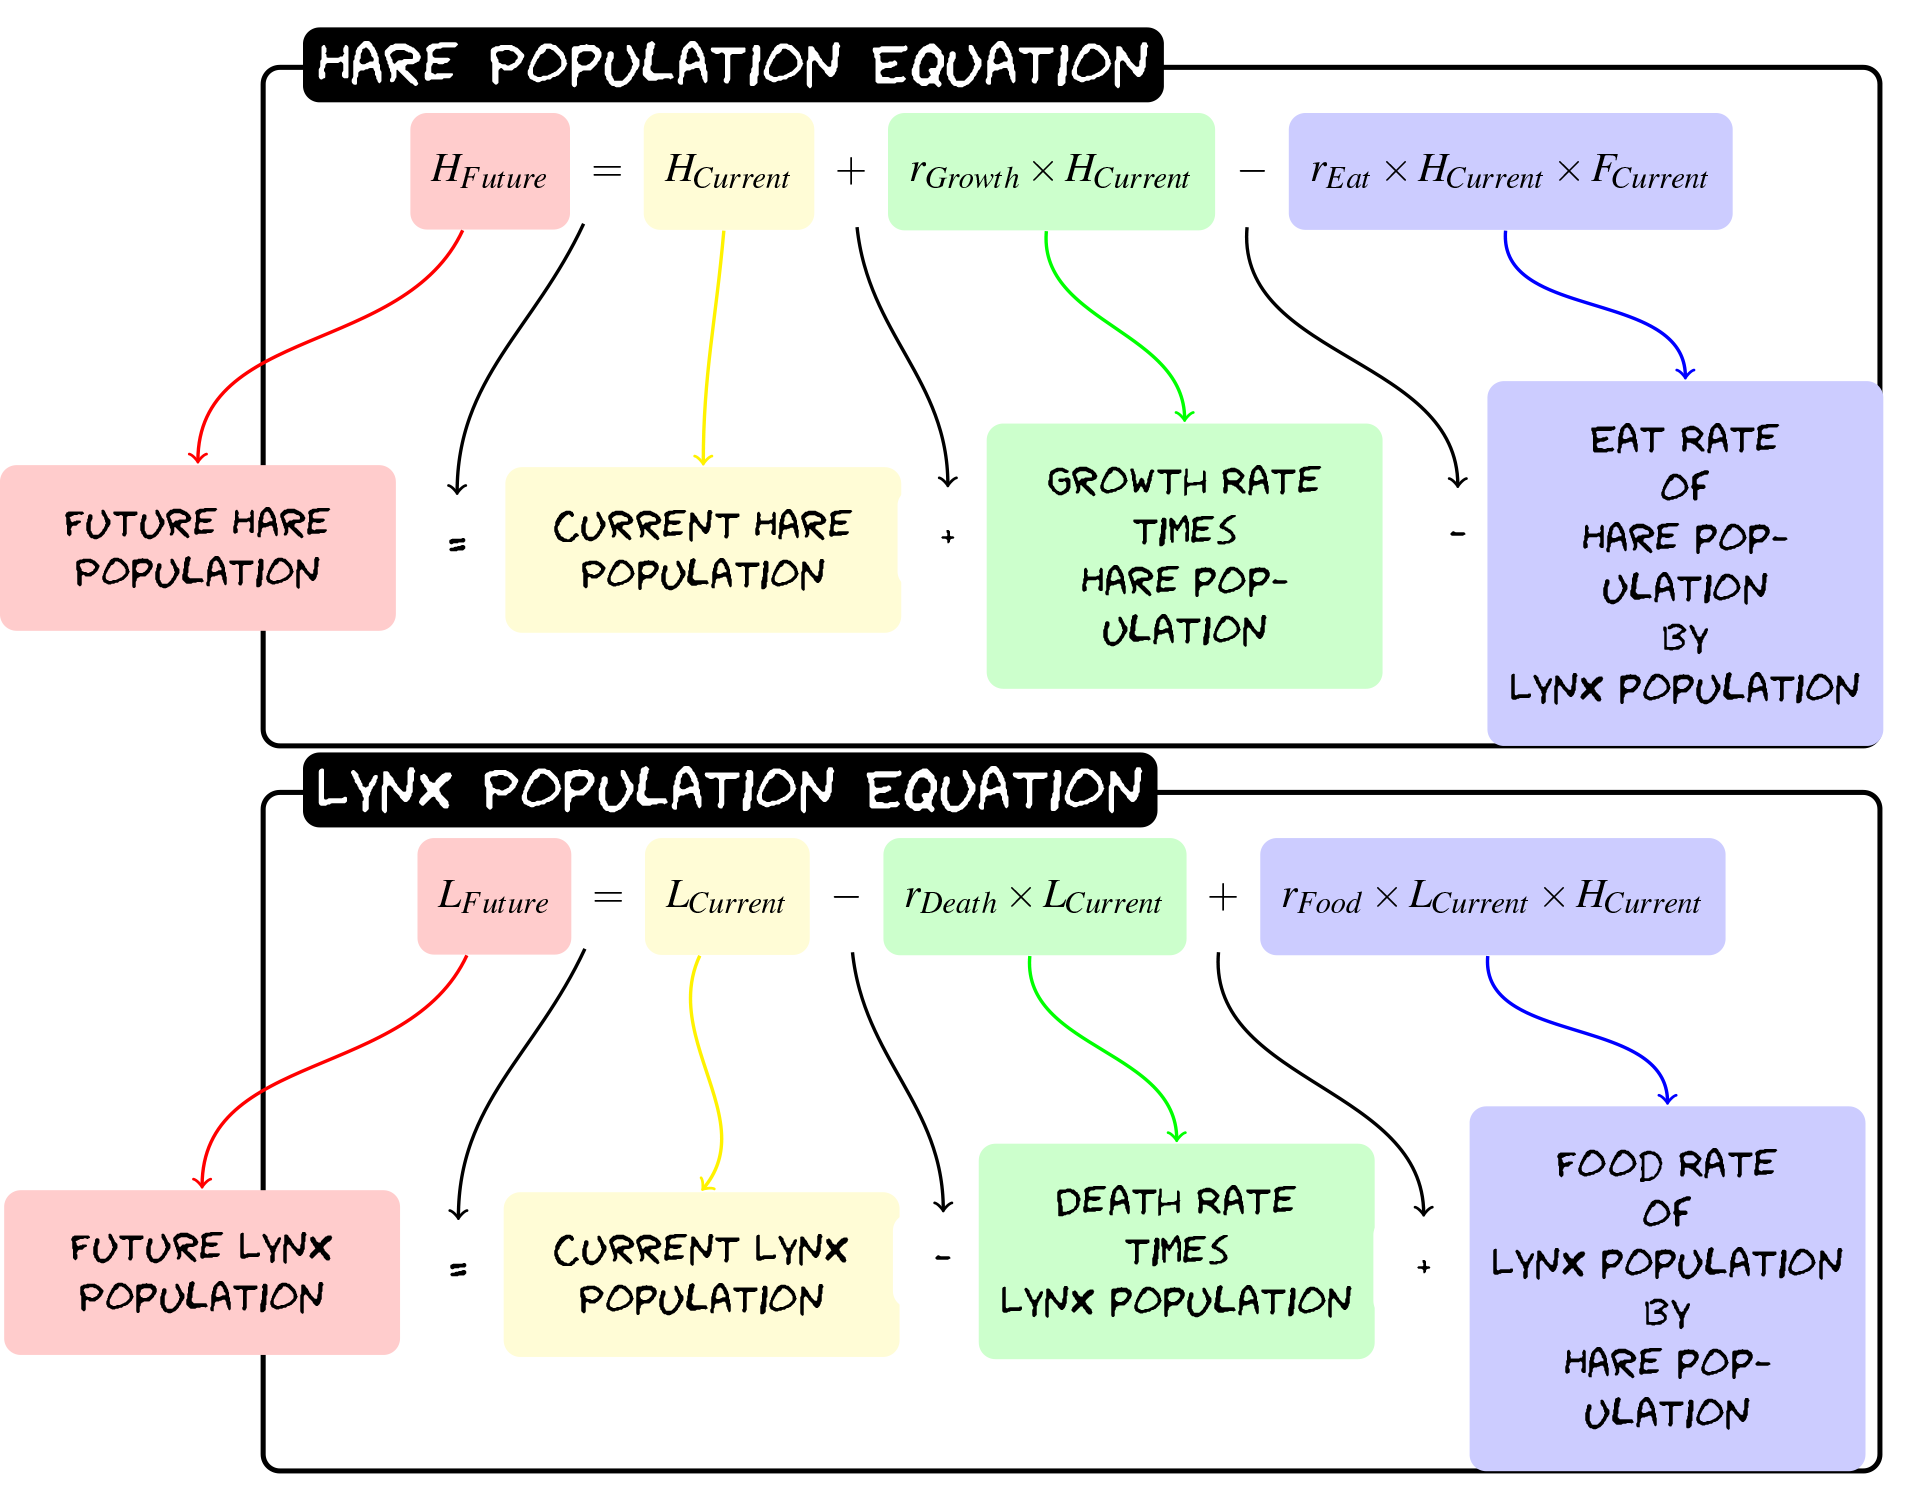 HARE POPULATION EQUATION
H_Future = H_Current + r_Growth × H_Current − r_Eat × H_Current × F_Current
FUTURE HARE
POPULATION
=
CURRENT HARE
POPULATION
+
GROWTH RATE
TIMES
HARE POP-
ULATION
-
EAT RATE
OF
HARE POP-
ULATION
BY
LYNX POPULATION
LYNX POPULATION EQUATION
L_Future = L_Current − r_Death × L_Current + r_Food × L_Current × H_Current
FUTURE LYNX
POPULATION
=
CURRENT LYNX
POPULATION
-
DEATH RATE
TIMES
LYNX POPULATION
+
FOOD RATE
OF
LYNX POPULATION
BY
HARE POP-
ULATION